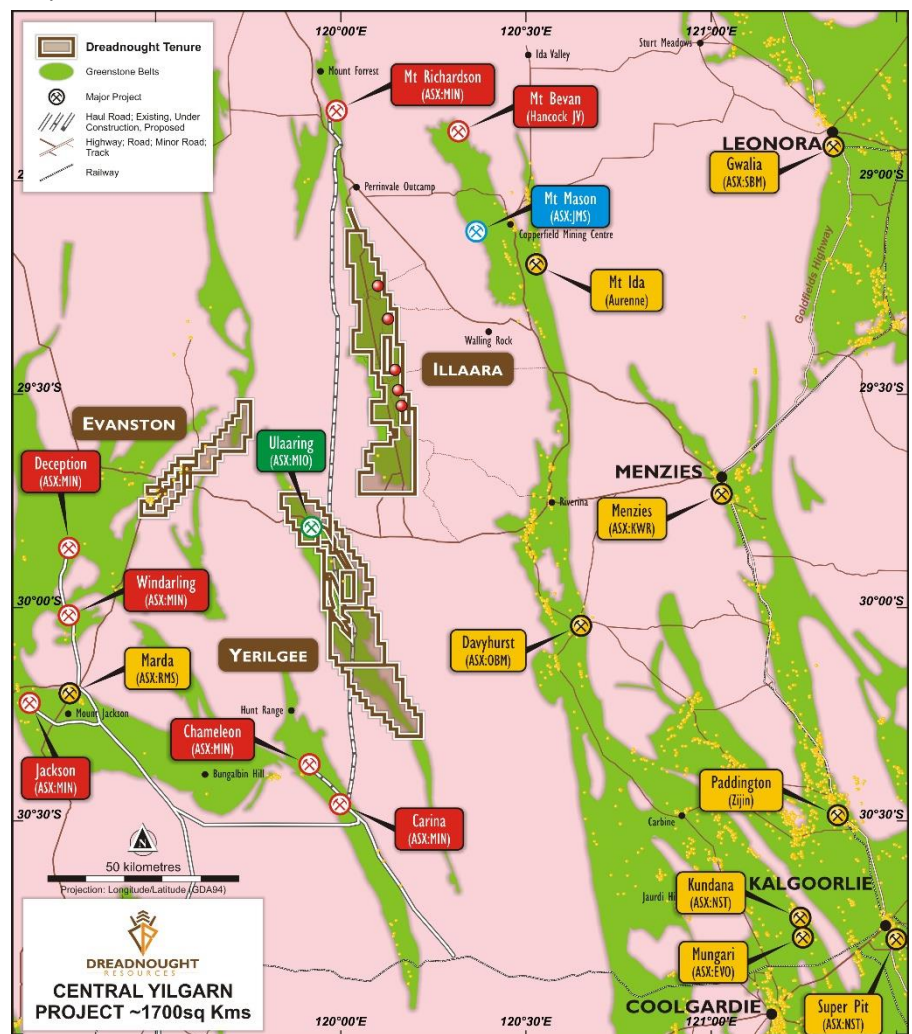 120°00'E
120°30'E
121°00'E
Dreadnought Tenure
Greenstone Belts
Major Project
Haul Road; Existing, Under
Construction, Proposed
Highway; Road; Minor Road;
Track
Railway
Mount Forrest
Ida Valley
Sturt Meadows
Mt Richardson
(ASX:MIN)
Mt Bevan
(Hancock JV)
LEONORA
Gwalia
(ASX:SBM)
29°00'S
29°00'S
Perrinvale Outcamp
Mt Mason
(ASX:JMS)
Copperfield Mining Centre
Mt Ida
(Aurenne)
Goldfields Highway
Walling Rock
ILLAARA
29°30'S
29°30'S
EVANSTON
Ulaaring
(ASX:MIO)
Deception
(ASX:MIN)
MENZIES
Menzies
(ASX:KWR)
Riverina
Windarling
(ASX:MIN)
30°00'S
30°00'S
Davyhurst
(ASX:OBM)
YERILGEE
Marda
(ASX:RMS)
Mount Jackson
Hunt Range
Chameleon
(ASX:MIN)
Jackson
(ASX:MIN)
Bungalbin Hill
Paddington
(Zijin)
Carina
(ASX:MIN)
30°30'S
30°30'S
Carbine
50 kilometres
Projection: Longitude/Latitude (GDA94)
Kundana
(ASX:NST)
KALGOORLIE
Jaurdi Hi
Mungari
(ASX:EVO)
Super Pit
(ASX:NST)
COOLGARDIE
DREADNOUGHT
RESOURCES
CENTRAL YILGARN
PROJECT ~1700sq Kms
120°00'E
120°30'E
121°00'E